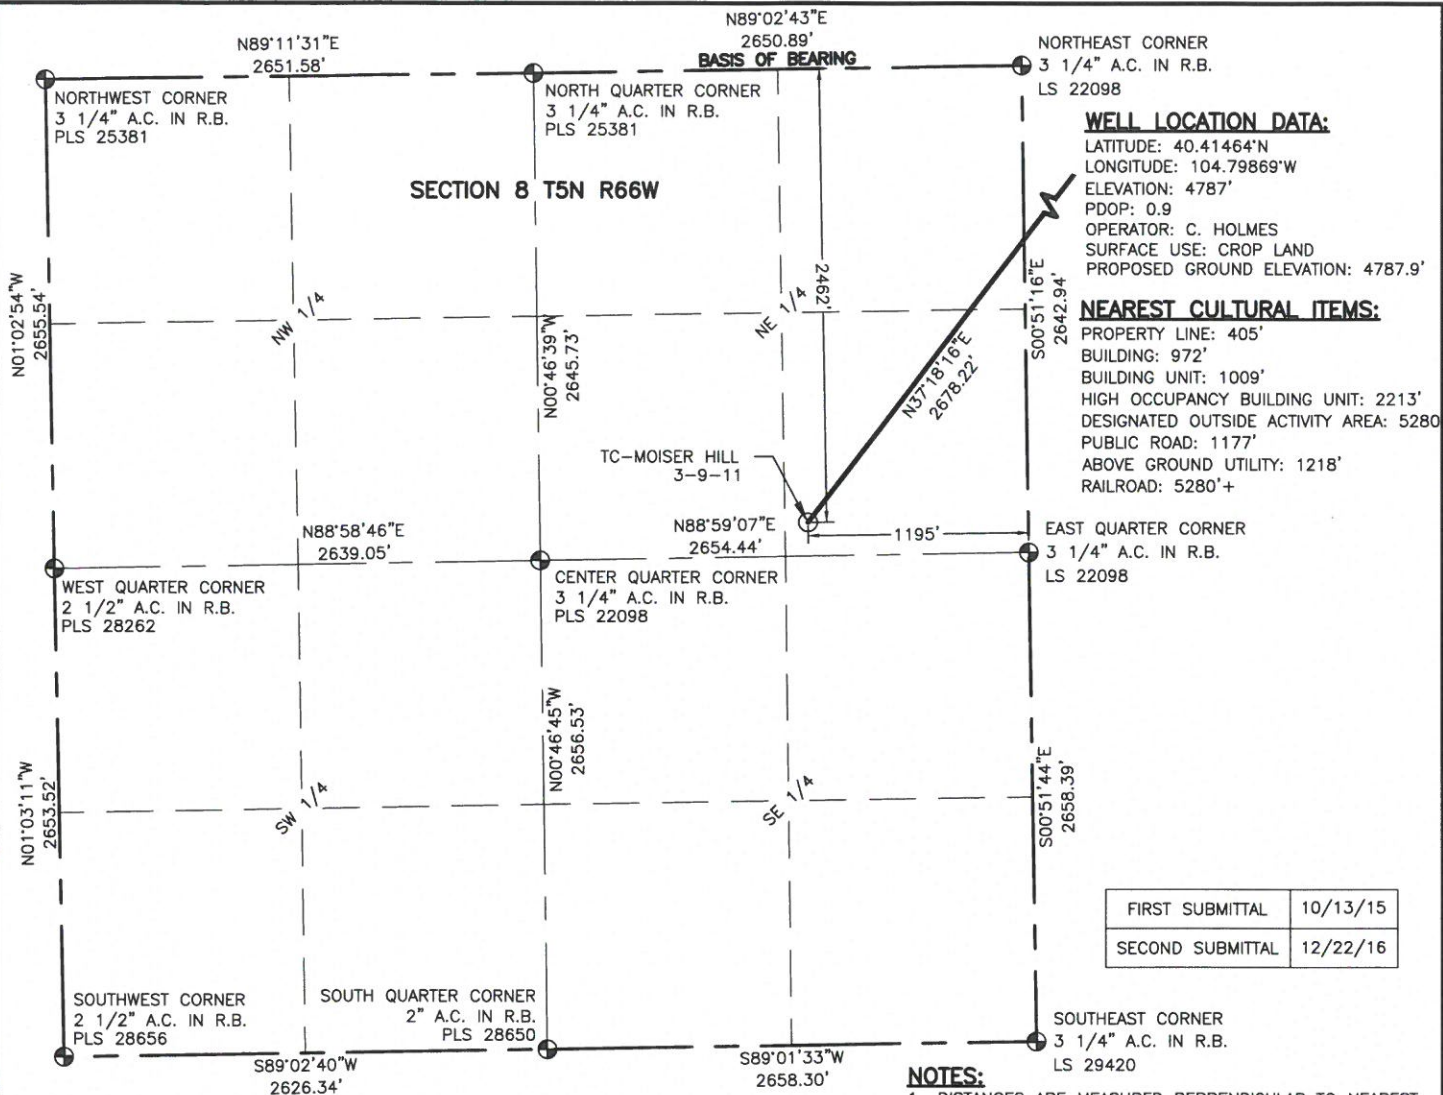 N89°11'31"E
2651.58'
N89°02'43"E
2650.89'
BASIS OF BEARING
NORTHEAST CORNER
3 1/4" A.C. IN R.B.
LS 22098
NORTHWEST CORNER
3 1/4" A.C. IN R.B.
PLS 25381
NORTH QUARTER CORNER
3 1/4" A.C. IN R.B.
PLS 25381
SECTION 8 T5N R66W
WELL LOCATION DATA:
LATITUDE: 40.41464°N
LONGITUDE: 104.79869°W
ELEVATION: 4787'
PDOP: 0.9
OPERATOR: C. HOLMES
SURFACE USE: CROP LAND
PROPOSED GROUND ELEVATION: 4787.9'
NEAREST CULTURAL ITEMS:
PROPERTY LINE: 405'
BUILDING: 972'
BUILDING UNIT: 1009'
HIGH OCCUPANCY BUILDING UNIT: 2213'
DESIGNATED OUTSIDE ACTIVITY AREA: 5280
PUBLIC ROAD: 1177'
ABOVE GROUND UTILITY: 1218'
RAILROAD: 5280'+
N01°02'54"W
2655.54'
NW 1/4
N00°46'39"W
2645.73'
NE 1/4
2462'
N37°18'16"E
2678.22'
S00°51'16"E
2642.94'
TC-MOISER HILL
3-9-11
N88°58'46"E
2639.05'
N88°59'07"E
2654.44'
1195'
EAST QUARTER CORNER
3 1/4" A.C. IN R.B.
LS 22098
WEST QUARTER CORNER
2 1/2" A.C. IN R.B.
PLS 28262
CENTER QUARTER CORNER
3 1/4" A.C. IN R.B.
PLS 22098
N01°03'11"W
2653.52'
SW 1/4
N00°46'45"W
2656.53'
SE 1/4
S00°51'44"E
2658.39'
FIRST SUBMITTAL 10/13/15
SECOND SUBMITTAL 12/22/16
SOUTHWEST CORNER
2 1/2" A.C. IN R.B.
PLS 28656
SOUTH QUARTER CORNER
2" A.C. IN R.B.
PLS 28650
SOUTHEAST CORNER
3 1/4" A.C. IN R.B.
LS 29420
S89°02'40"W
2626.34'
S89°01'33"W
2658.30'
NOTES:
1. DISTANCES ARE MEASURED PERPENDICULAR TO NEAREST